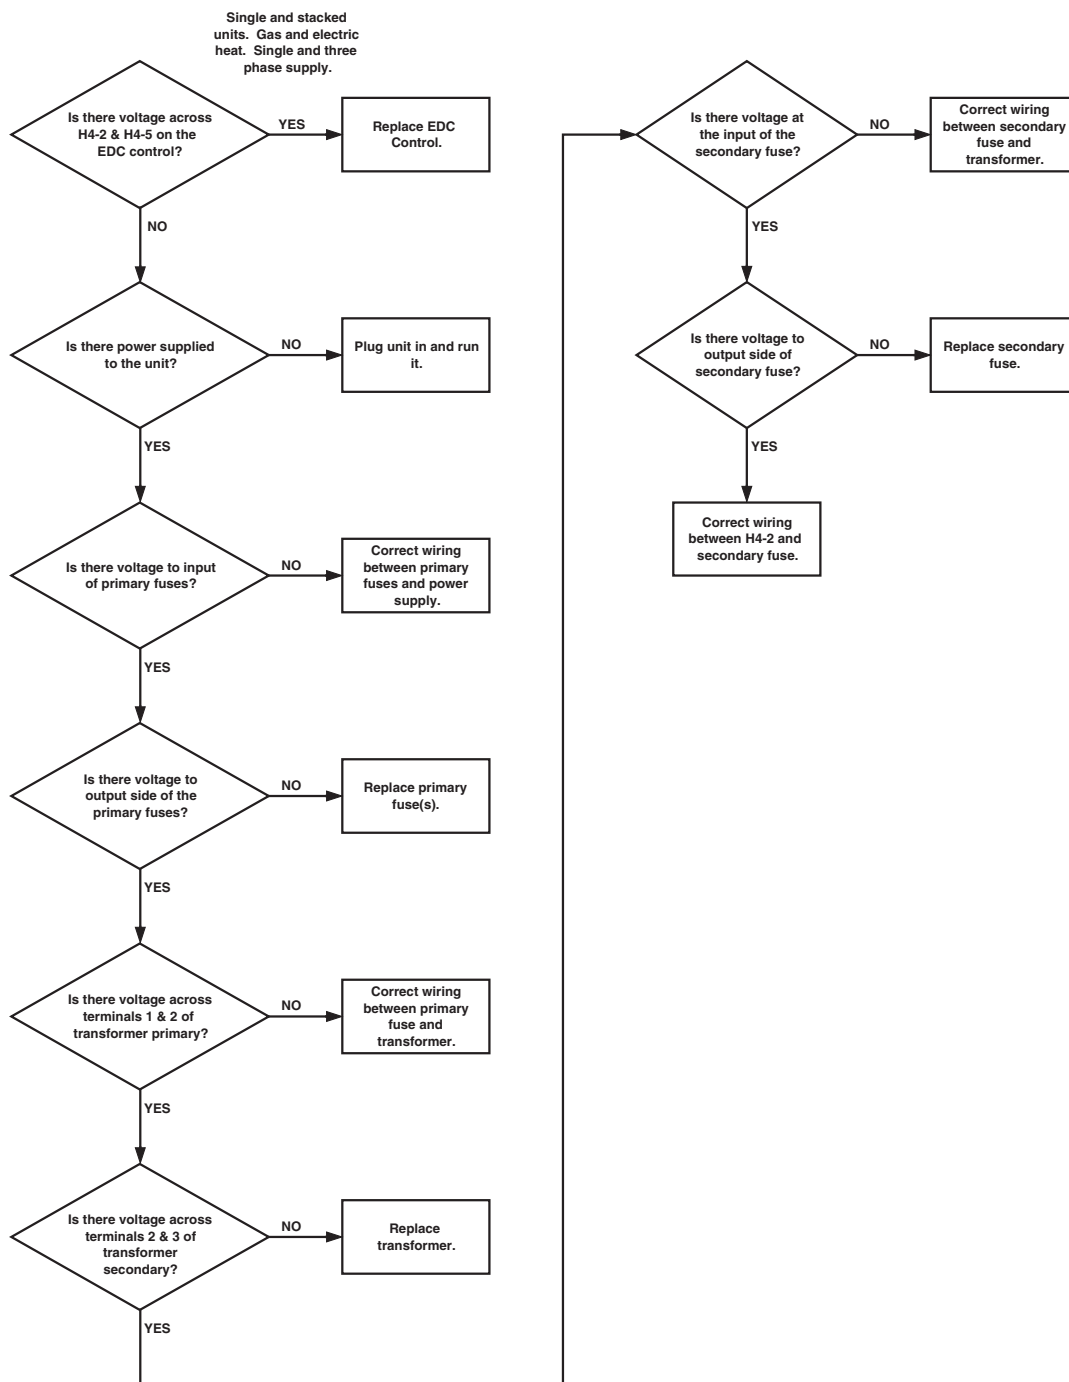 Single and stacked
units. Gas and electric
heat. Single and three
phase supply.
Is there voltage across
H4-2 & H4-5 on the
EDC control?
YES
Replace EDC
Control.
NO
Is there power supplied
to the unit?
NO
Plug unit in and run
it.
YES
Is there voltage to input
of primary fuses?
NO
Correct wiring
between primary
fuses and power
supply.
YES
Is there voltage to
output side of the
primary fuses?
NO
Replace primary
fuse(s).
YES
Is there voltage across
terminals 1 & 2 of
transformer primary?
NO
Correct wiring
between primary
fuse and
transformer.
YES
Is there voltage across
terminals 2 & 3 of
transformer
secondary?
NO
Replace
transformer.
YES
Is there voltage at
the input of the
secondary fuse?
NO
Correct wiring
between secondary
fuse and
transformer.
YES
Is there voltage to
output side of
secondary fuse?
NO
Replace secondary
fuse.
YES
Correct wiring
between H4-2 and
secondary fuse.